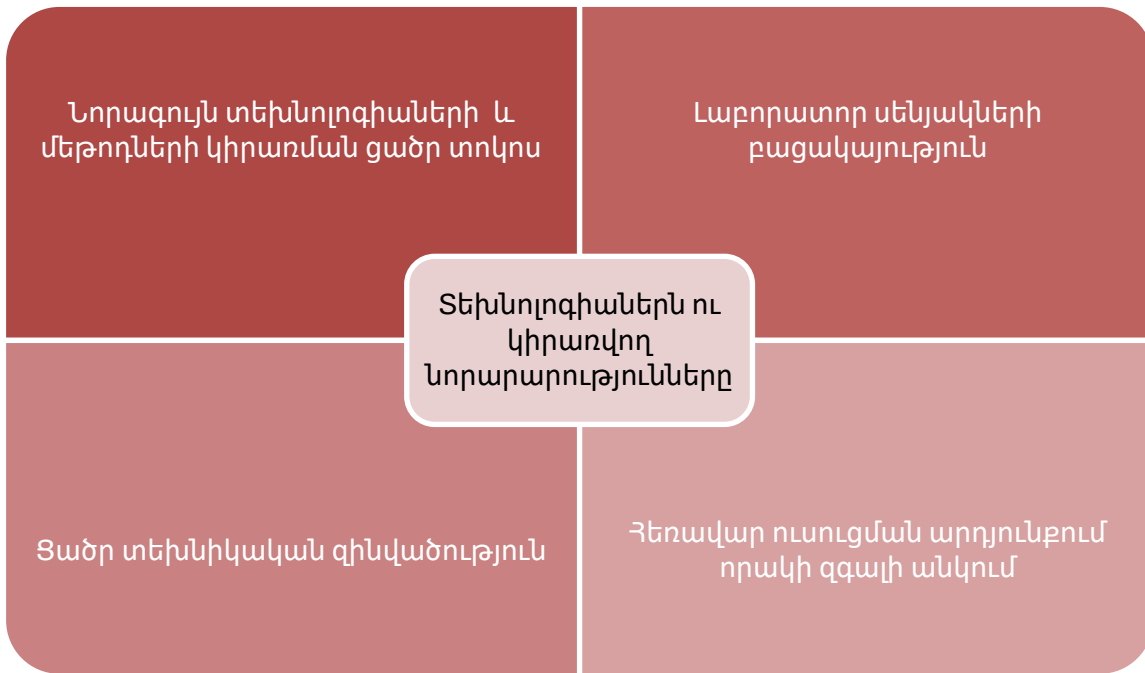 Նորագույն տեխնոլոգիաների և
մեթոդների կիրառման ցածր տոկոս
Լաբորատոր սենյակների
բացակայություն
Տեխնոլոգիաներն ու
կիրառվող
նորարարությունները
Ցածր տեխնիկական զինվածություն
Հեռավար ուսուցման արդյունքում
որակի զգալի անկում